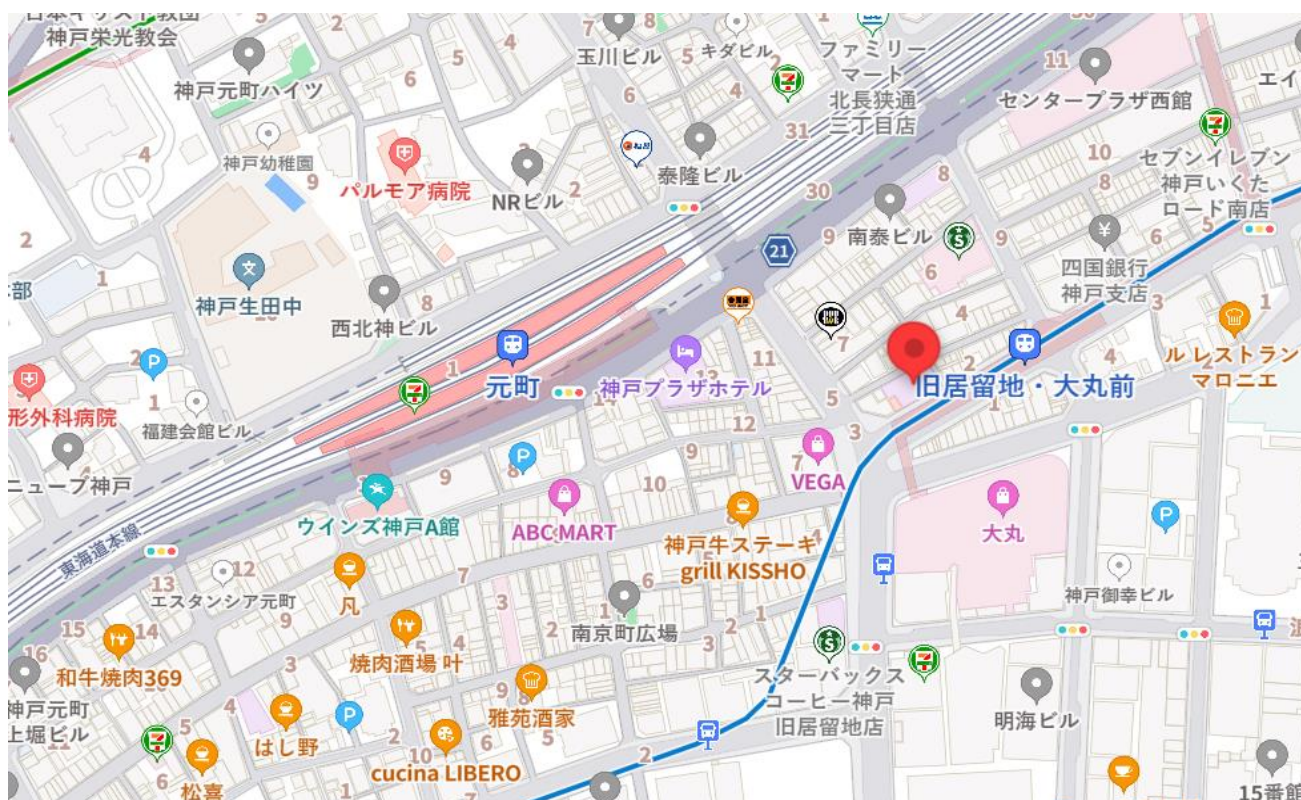 日本キリスト教団
神戸栄光教会
神戸元町ハイツ
神戸幼稚園
パルモア病院
NRビル
玉川ビル
キダビル
ファミリー
マート
北長狭通
三丁目店
泰隆ビル
センタープラザ西館
エイ
セブンイレブン
神戸いくた
ロード南店
南泰ビル
四国銀行
神戸支店
21
神戸生田中
西北神ビル
元町
神戸プラザホテル
旧居留地・大丸前
ル レストラン
マロニエ
形外科病院
福建会館ビル
ニューブ神戸
東海道本線
ウインズ神戸A館
ABC MART
VEGA
大丸
神戸牛ステーキ
grill KISSHO
エスタンシア元町
凡
南京町広場
神戸御幸ビル
和牛焼肉369
焼肉酒場 叶
雅苑酒家
スターバックス
コーヒー神戸
旧居留地店
明海ビル
神戸元町
上堀ビル
はし野
cucina LIBERO
松喜
15番館